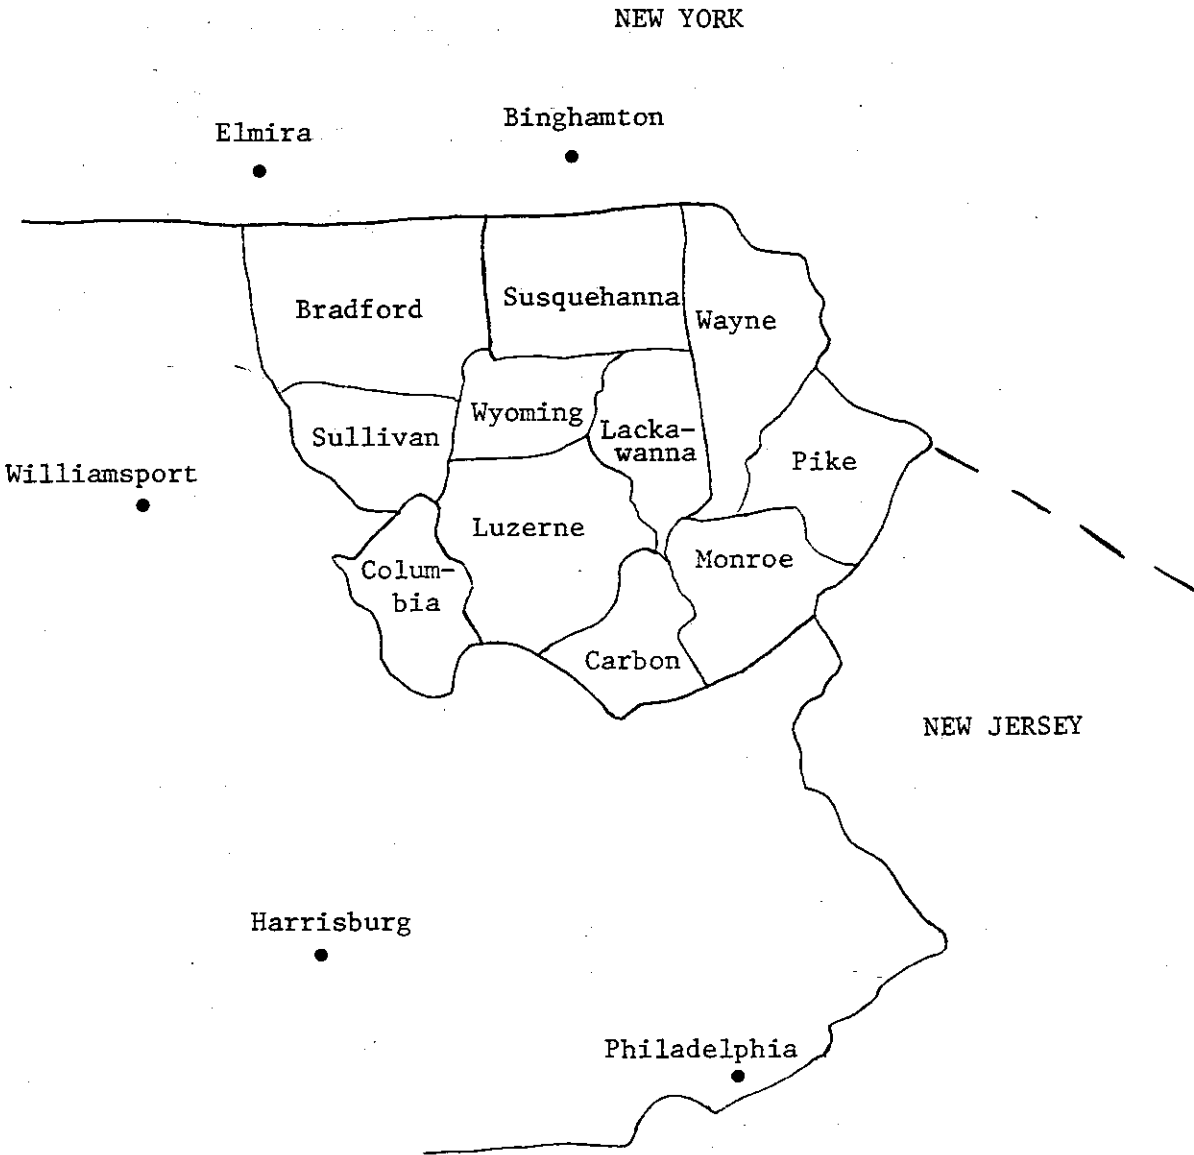 NEW YORK
Binghamton
Elmira
Susquehanna
Bradford
Wayne
Wyoming
Lacka-
wanna
Sullivan
Pike
Williamsport
Luzerne
Monroe
Colum-
bia
Carbon
NEW JERSEY
Harrisburg
Philadelphia